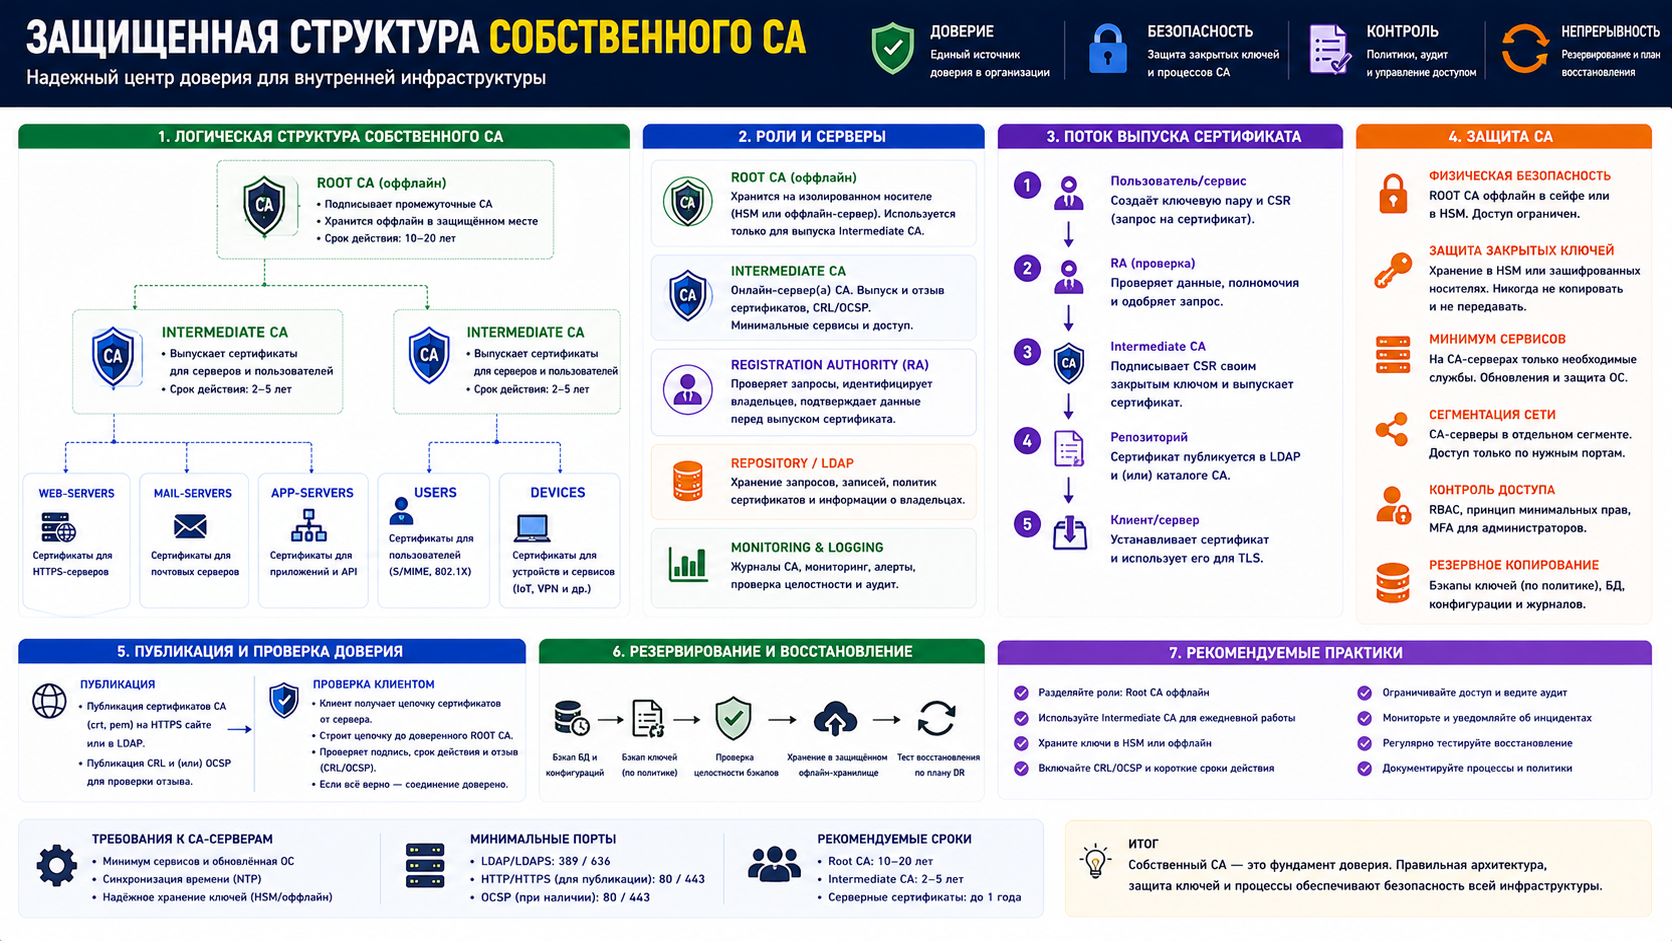 ЗАЩИЩЕННАЯ СТРУКТУРА СОБСТВЕННОГО CA
Надежный центр доверия для внутренней инфраструктуры
ДОВЕРИЕ
Единый источник
доверия в организации
БЕЗОПАСНОСТЬ
Защита закрытых ключей
и процессов CA
КОНТРОЛЬ
Политики, аудит
и управление доступом
НЕПРЕРЫВНОСТЬ
Резервирование и план
восстановления
1. ЛОГИЧЕСКАЯ СТРУКТУРА СОБСТВЕННОГО CA
CA
ROOT CA (оффлайн)
• Подписывает промежуточные CA
• Хранится оффлайн в защищённом месте
• Срок действия: 10–20 лет
CA
INTERMEDIATE CA
• Выпускает сертификаты
для серверов и пользователей
• Срок действия: 2–5 лет
CA
INTERMEDIATE CA
• Выпускает сертификаты
для серверов и пользователей
• Срок действия: 2–5 лет
WEB-SERVERS
Сертификаты для
HTTPS-серверов
MAIL-SERVERS
Сертификаты для
почтовых серверов
APP-SERVERS
Сертификаты для
приложений и API
USERS
Сертификаты для
пользователей
(S/MIME, 802.1X)
DEVICES
Сертификаты для
устройств и сервисов
(IoT, VPN и др.)
2. РОЛИ И СЕРВЕРЫ
CA
ROOT CA (оффлайн)
Хранится на изолированном носителе
(HSM или оффлайн-сервер). Используется
только для выпуска Intermediate CA.
CA
INTERMEDIATE CA
Онлайн-сервер(а) CA. Выпуск и отзыв
сертификатов, CRL/OCSP.
Минимальные сервисы и доступ.
REGISTRATION AUTHORITY (RA)
Проверяет запросы, идентифицирует
владельцев, подтверждает данные
перед выпуском сертификата.
REPOSITORY / LDAP
Хранение запросов, записей, политик
сертификатов и информации о владельцах.
MONITORING & LOGGING
Журналы CA, мониторинг, алерты,
проверка целостности и аудит.
3. ПОТОК ВЫПУСКА СЕРТИФИКАТА
1
Пользователь/сервис
Создаёт ключевую пару и CSR
(запрос на сертификат).
2
RA (проверка)
Проверяет данные, полномочия
и одобряет запрос.
3
CA
Intermediate CA
Подписывает CSR своим
закрытым ключом и выпускает
сертификат.
4
Репозиторий
Сертификат публикуется в LDAP
и (или) каталоге CA.
5
Клиент/сервер
Устанавливает сертификат
и использует его для TLS.
4. ЗАЩИТА CA
ФИЗИЧЕСКАЯ БЕЗОПАСНОСТЬ
ROOT CA оффлайн в сейфе или
в HSM. Доступ ограничен.
ЗАЩИТА ЗАКРЫТЫХ КЛЮЧЕЙ
Хранение в HSM или зашифрованных
носителях. Никогда не копировать
и не передавать.
МИНИМУМ СЕРВИСОВ
На CA-серверах только необходимые
службы. Обновления и защита ОС.
СЕГМЕНТАЦИЯ СЕТИ
CA-серверы в отдельном сегменте.
Доступ только по нужным портам.
КОНТРОЛЬ ДОСТУПА
RBAC, принцип минимальных прав,
MFA для администраторов.
РЕЗЕРВНОЕ КОПИРОВАНИЕ
Бэкапы ключей (по политике), БД,
конфигурации и журналов.
5. ПУБЛИКАЦИЯ И ПРОВЕРКА ДОВЕРИЯ
ПУБЛИКАЦИЯ
• Публикация сертификатов CA
(crt, pem) на HTTPS сайте
или в LDAP.
• Публикация CRL и (или) OCSP
для проверки отзыва.
ПРОВЕРКА КЛИЕНТОМ
• Клиент получает цепочку сертификатов
от сервера.
• Строит цепочку до доверенного ROOT CA.
• Проверяет подпись, срок действия и отзыв
(CRL/OCSP).
• Если всё верно — соединение доверено.
6. РЕЗЕРВИРОВАНИЕ И ВОССТАНОВЛЕНИЕ
Бэкап БД и
конфигураций
Бэкап ключей
(по политике)
Проверка
целостности бэкапов
Хранение в защищённом
офлайн-хранилище
Тест восстановления
по плану DR
7. РЕКОМЕНДУЕМЫЕ ПРАКТИКИ
Разделяйте роли: Root CA оффлайн
Используйте Intermediate CA для ежедневной работы
Храните ключи в HSM или оффлайн
Включайте CRL/OCSP и короткие сроки действия
Ограничивайте доступ и ведите аудит
Мониторьте и уведомляйте об инцидентах
Регулярно тестируйте восстановление
Документируйте процессы и политики
ТРЕБОВАНИЯ К CA-СЕРВЕРАМ
• Минимум сервисов и обновлённая ОС
• Синхронизация времени (NTP)
• Надёжное хранение ключей (HSM/оффлайн)
МИНИМАЛЬНЫЕ ПОРТЫ
• LDAP/LDAPS: 389 / 636
• HTTP/HTTPS (для публикации): 80 / 443
• OCSP (при наличии): 80 / 443
РЕКОМЕНДУЕМЫЕ СРОКИ
• Root CA: 10–20 лет
• Intermediate CA: 2–5 лет
• Серверные сертификаты: до 1 года
ИТОГ
Собственный CA — это фундамент доверия. Правильная архитектура,
защита ключей и процессы обеспечивают безопасность всей инфраструктуры.